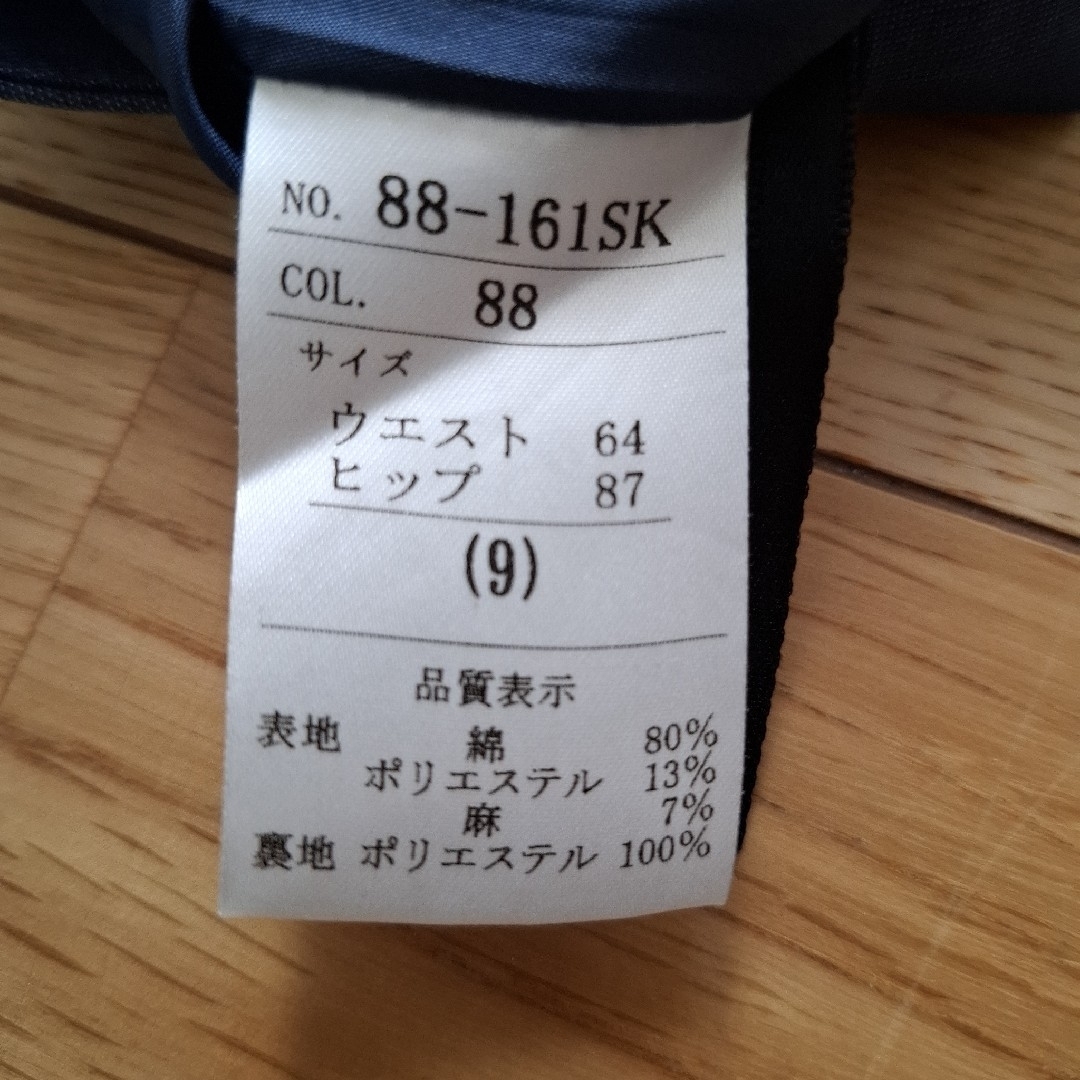 NO. 88-161SK
COL. 88
サイズ
ウエスト 64
ヒップ 87
(9)
品質表示
表地 綿 80%
ポリエステル 13%
麻 7%
裏地 ポリエステル 100%